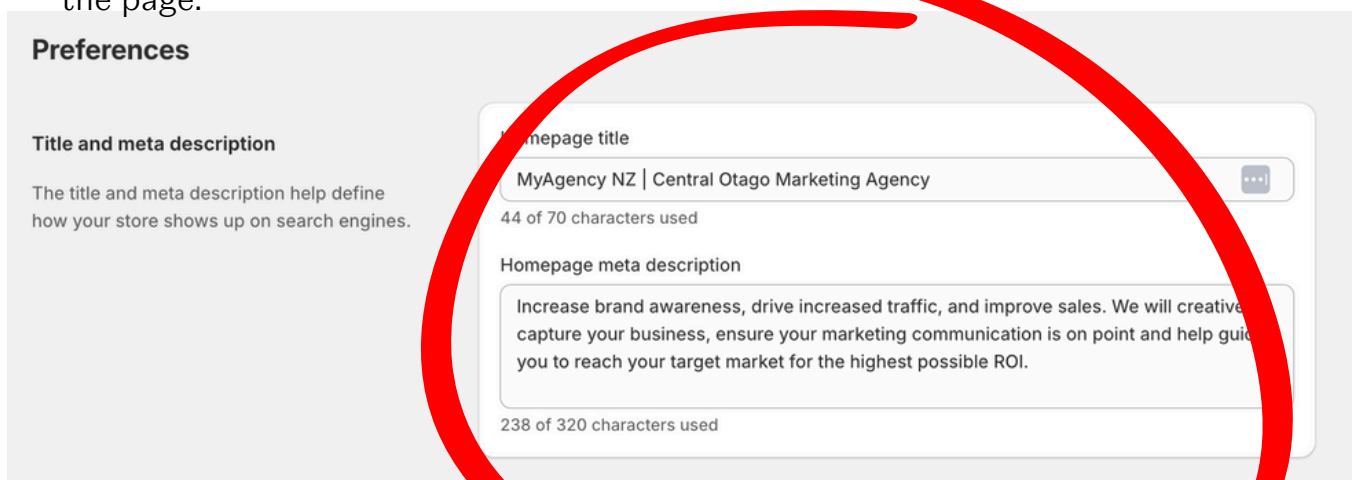 the page.
Preferences
Title and meta description
The title and meta description help define
how your store shows up on search engines.
Homepage title
MyAgency NZ | Central Otago Marketing Agency
44 of 70 characters used
Homepage meta description
Increase brand awareness, drive increased traffic, and improve sales. We will
capture your business, ensure your marketing communication is on point and help
you to reach your target market for the highest possible ROI.
238 of 320 characters used